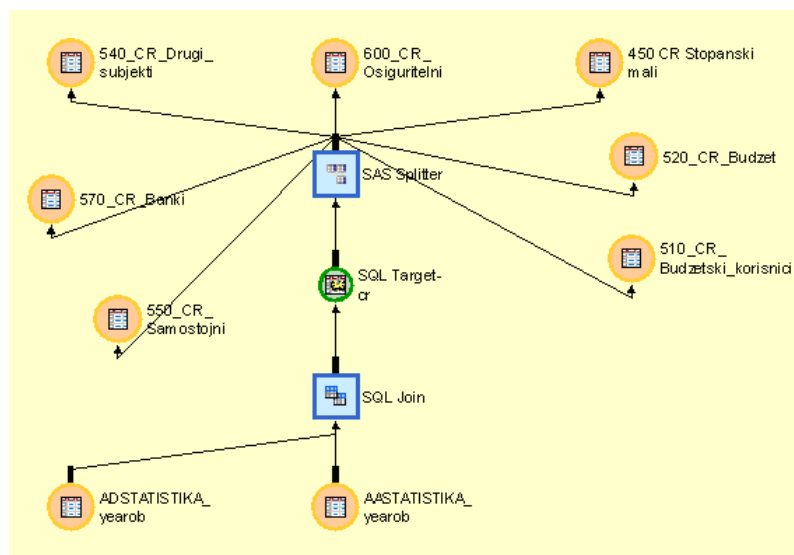 540_CR_Drugi_
subjekti
600_CR_
Osiguritelni
450 CR Stopanski
mali
520_CR_Budzet
SAS Splitter
570_CR_Banki
510_CR_
Budzetski_korisnici
SQL Target-
cr
550_CR_
Samostojni
SQL Join
ADSTATISTIKA_
yearob
AASTATISTIKA_
yearob